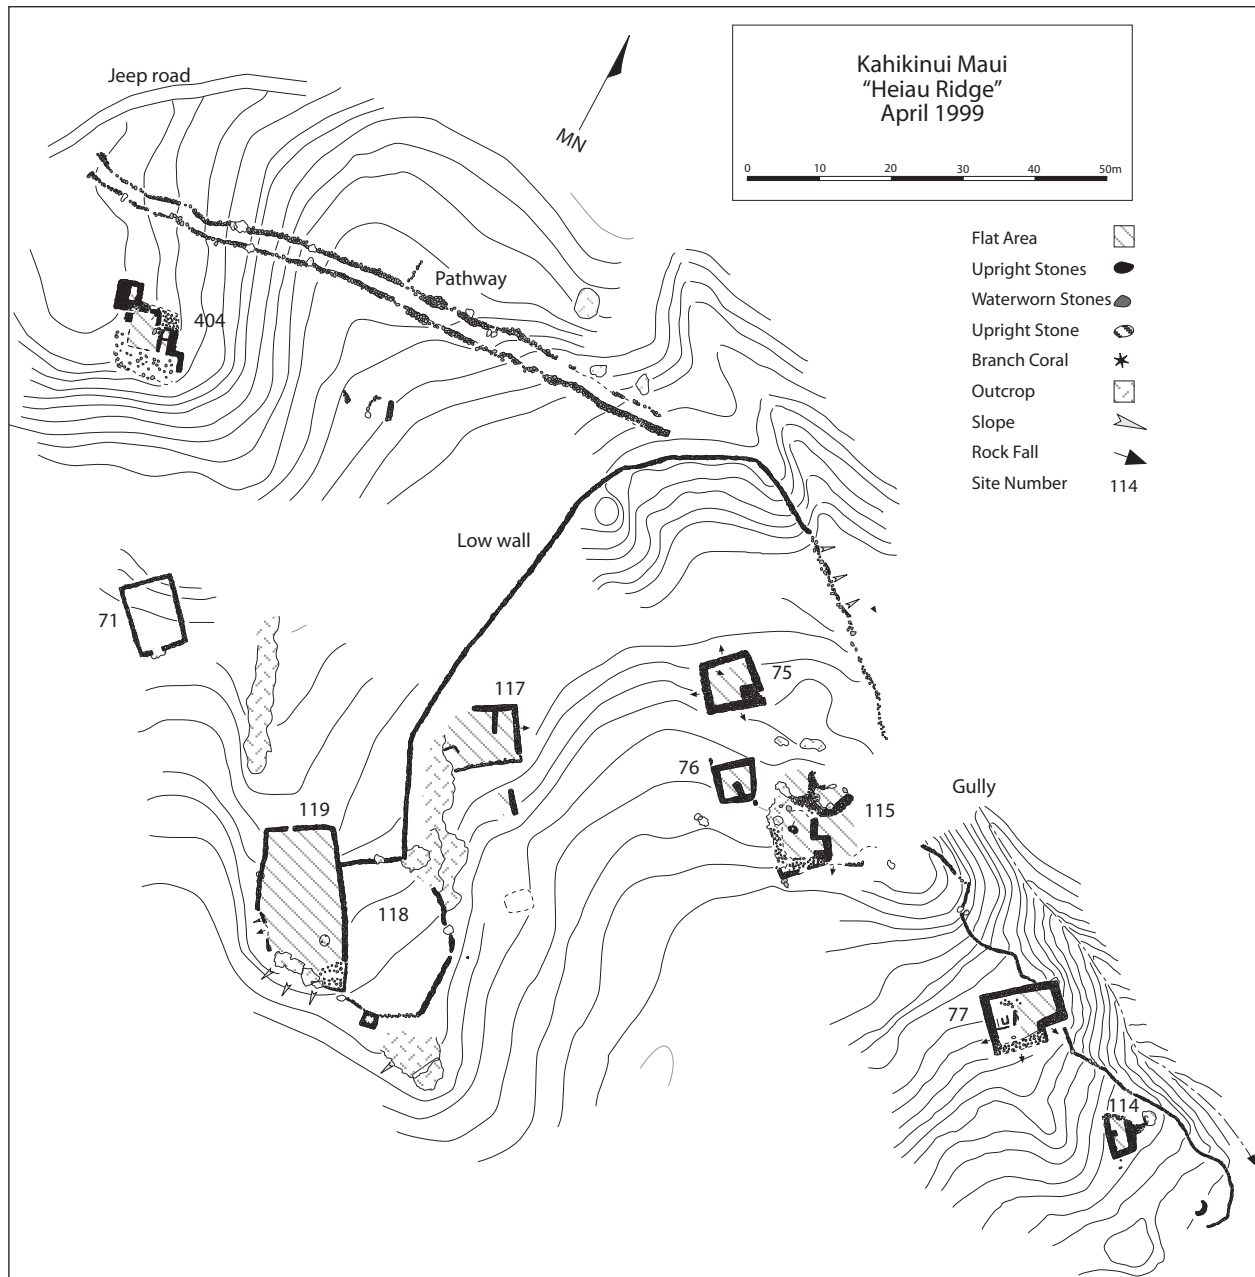 Kahikinui Maui
“Heiau Ridge”
April 1999
0 10 20 30 40 50m
Jeep road
MN
Flat Area
Upright Stones
Waterworn Stones
Upright Stone
Branch Coral
Outcrop
Slope
Rock Fall
Site Number 114
Pathway
404
Low wall
71
75
117
76
Gully
119
115
118
77
114